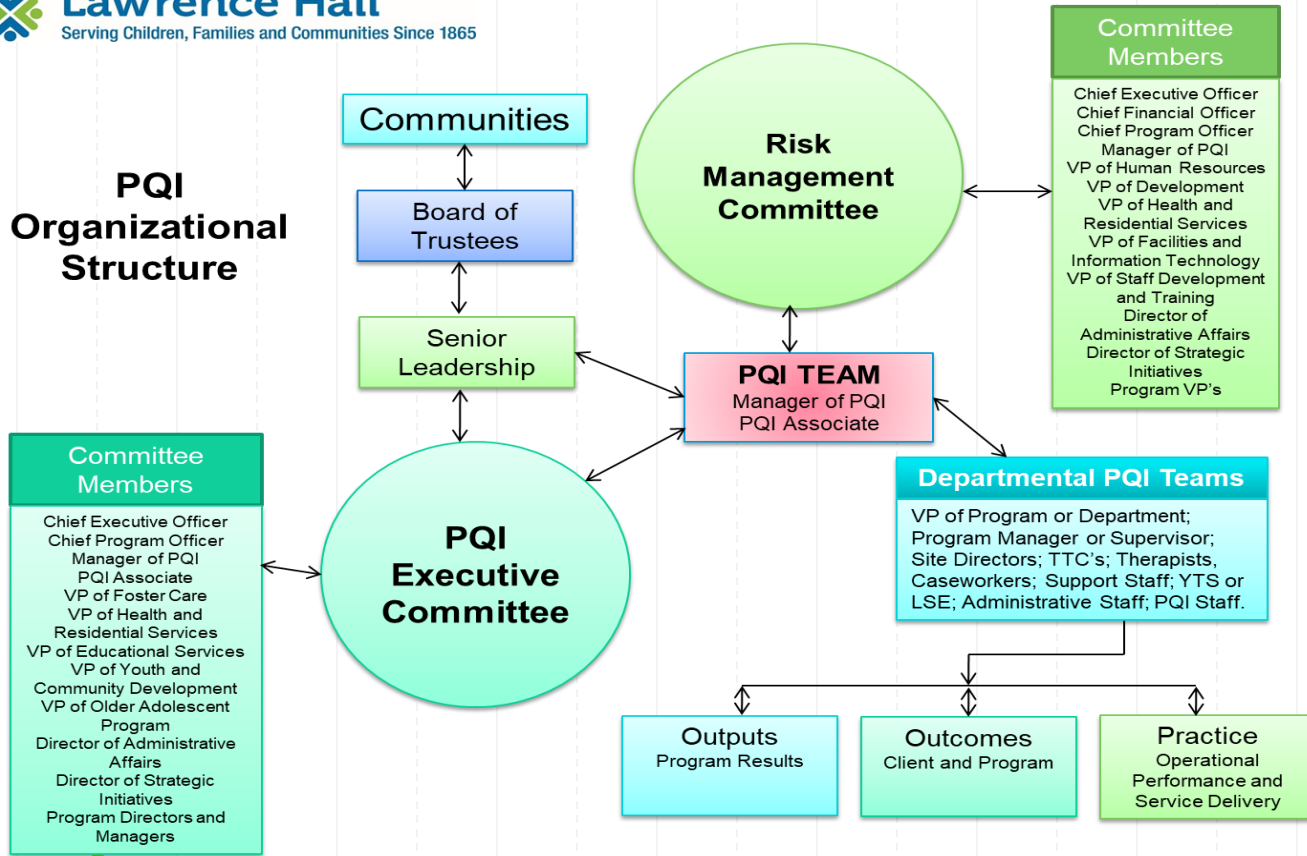 Lawrence Hall
Serving Children, Families and Communities Since 1865
PQI
Organizational
Structure
Communities
Board of
Trustees
Senior
Leadership
Risk
Management
Committee
Committee
Members
Chief Executive Officer
Chief Financial Officer
Chief Program Officer
Manager of PQI
VP of Human Resources
VP of Development
VP of Health and
Residential Services
VP of Facilities and
Information Technology
VP of Staff Development
and Training
Director of
Administrative Affairs
Director of Strategic
Initiatives
Program VP's
PQI TEAM
Manager of PQI
PQI Associate
Committee
Members
Chief Executive Officer
Chief Program Officer
Manager of PQI
PQI Associate
VP of Foster Care
VP of Health and
Residential Services
VP of Educational Services
VP of Youth and
Community Development
VP of Older Adolescent
Program
Director of Administrative
Affairs
Director of Strategic
Initiatives
Program Directors and
Managers
PQI
Executive
Committee
Departmental PQI Teams
VP of Program or Department;
Program Manager or Supervisor;
Site Directors; TTC's; Therapists,
Caseworkers; Support Staff; YTS or
LSE; Administrative Staff; PQI Staff.
Outputs
Program Results
Outcomes
Client and Program
Practice
Operational
Performance and
Service Delivery